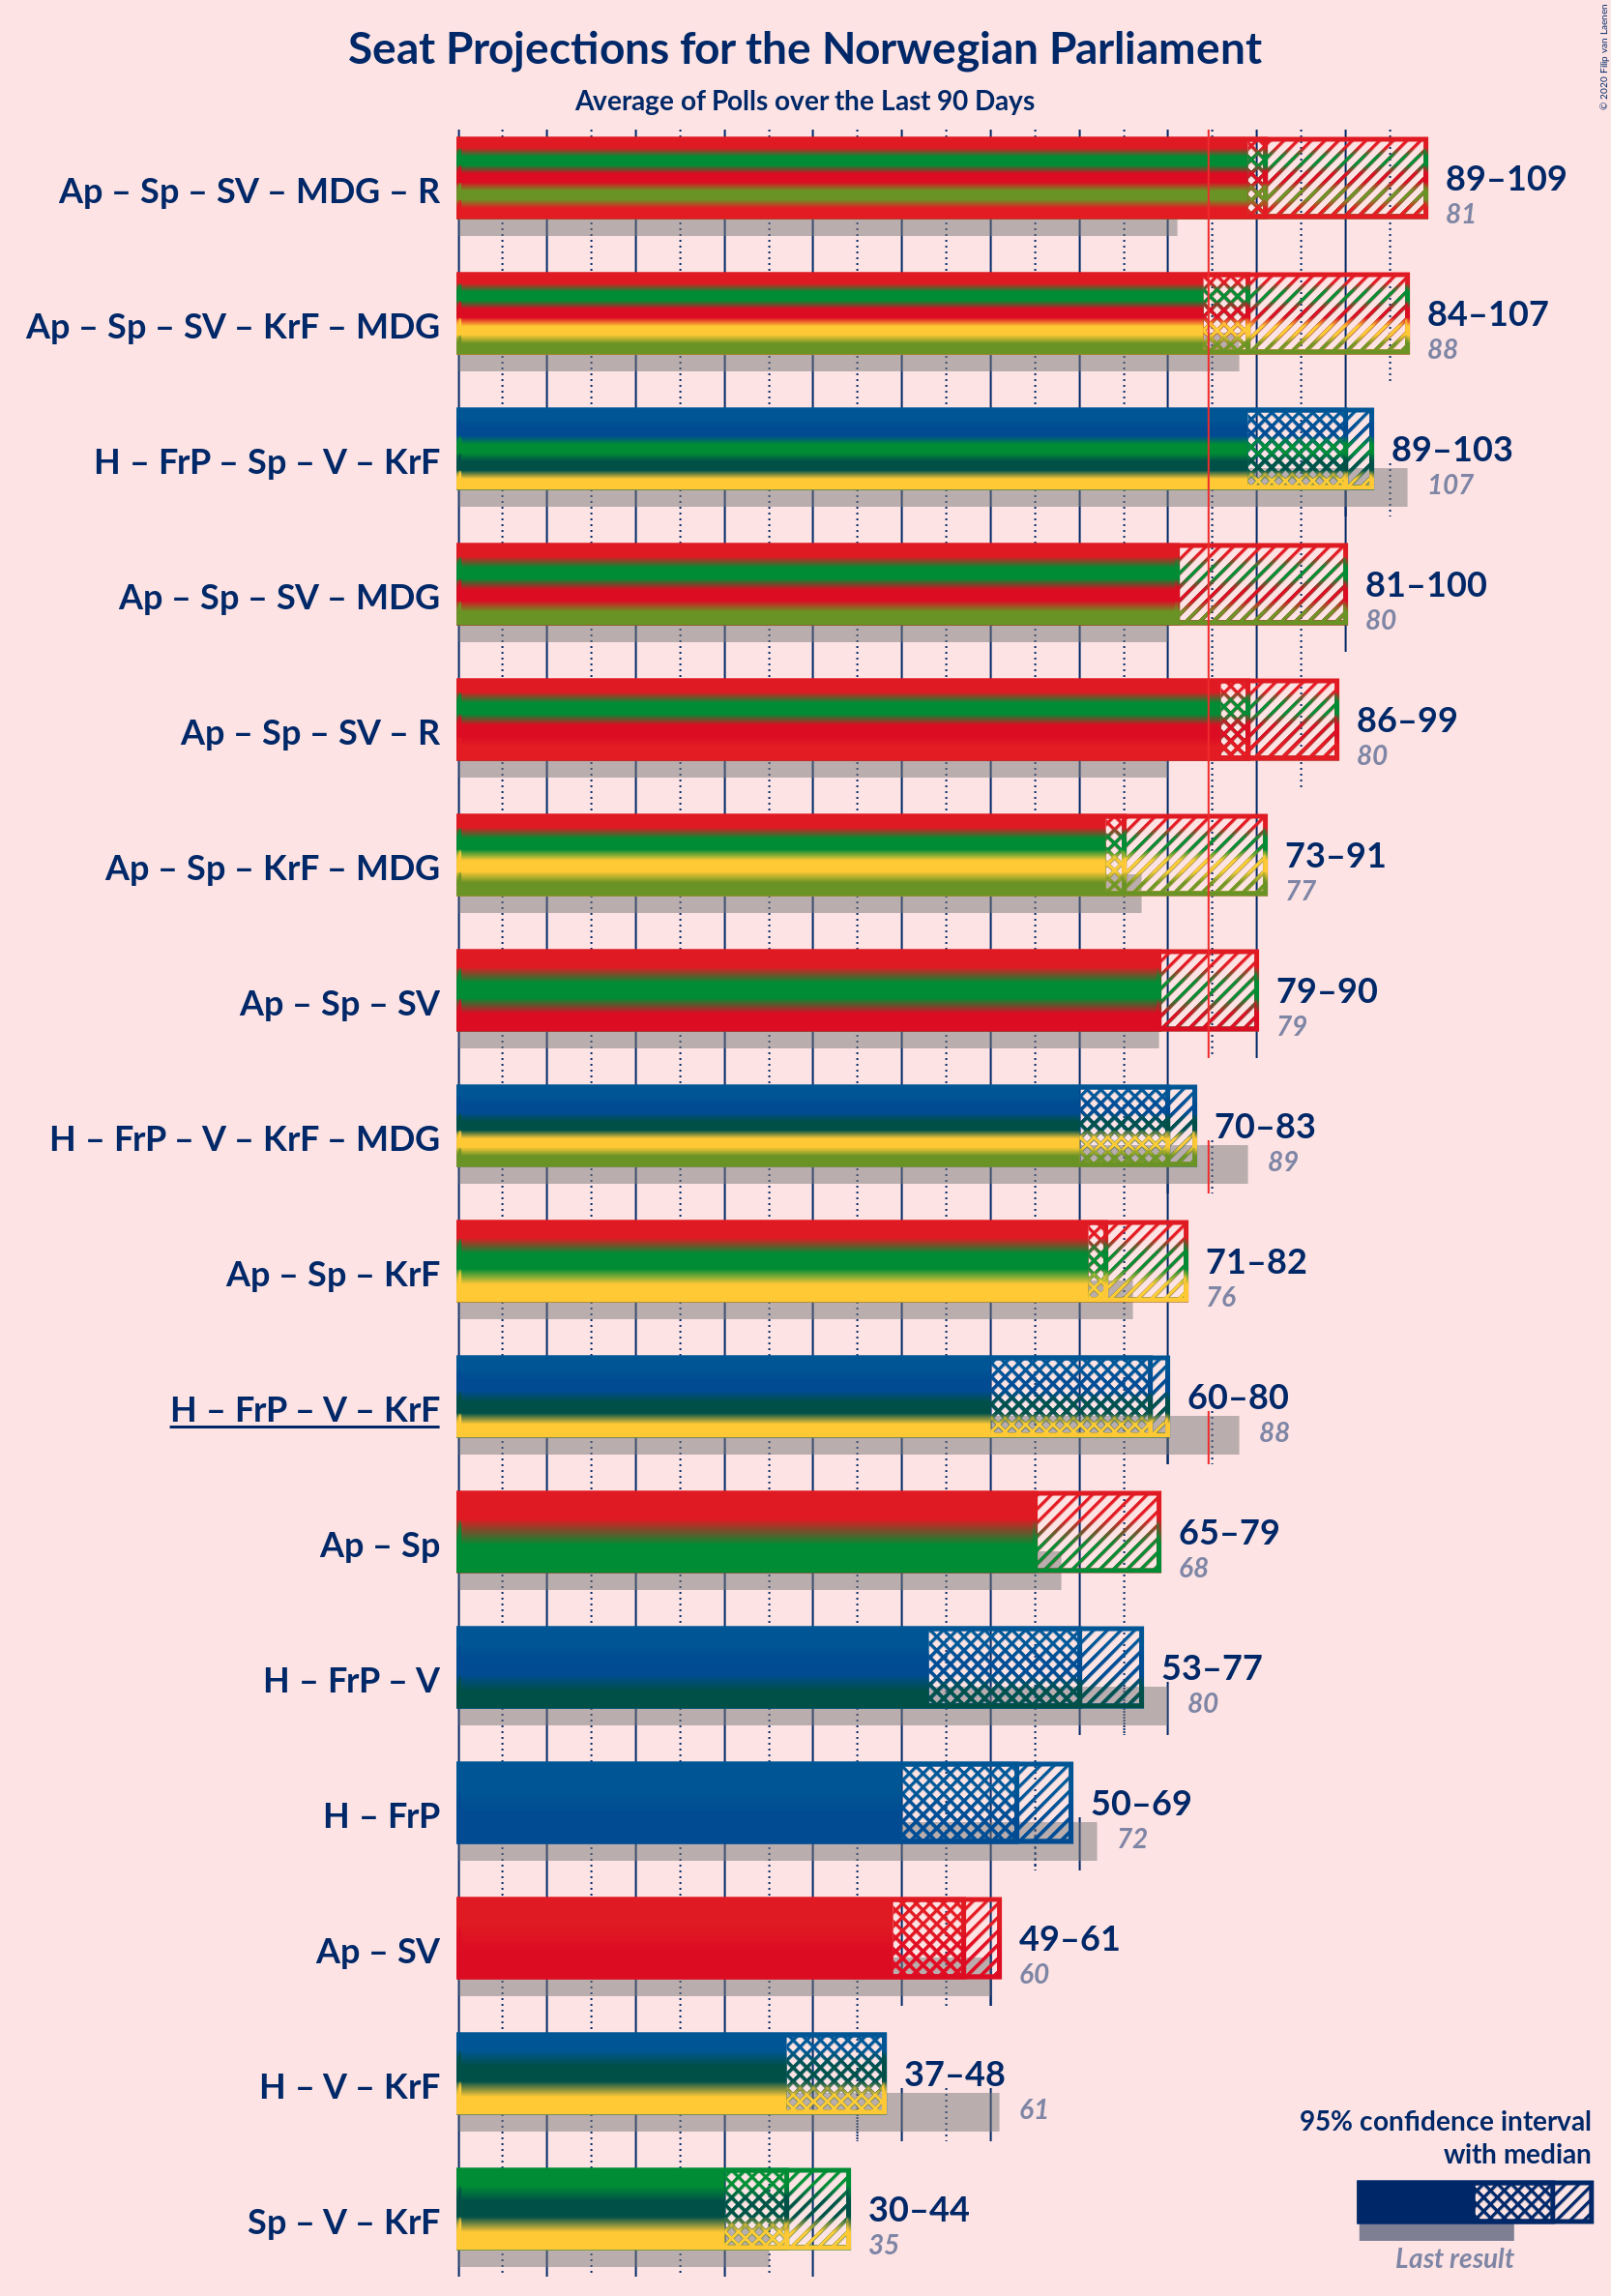 Seat Projections for the Norwegian Parliament
Average of Polls over the Last 90 Days
© 2020 Filip van Laenen
Ap – Sp – SV – MDG – R
89–109
81
Ap – Sp – SV – KrF – MDG
84–107
88
H – FrP – Sp – V – KrF
89–103
107
Ap – Sp – SV – MDG
81–100
80
Ap – Sp – SV – R
86–99
80
Ap – Sp – KrF – MDG
73–91
77
Ap – Sp – SV
79–90
79
H – FrP – V – KrF – MDG
70–83
89
Ap – Sp – KrF
71–82
76
H – FrP – V – KrF
60–80
88
Ap – Sp
65–79
68
H – FrP – V
53–77
80
H – FrP
50–69
72
Ap – SV
49–61
60
H – V – KrF
37–48
61
Sp – V – KrF
30–44
35
95% confidence interval
with median
Last result